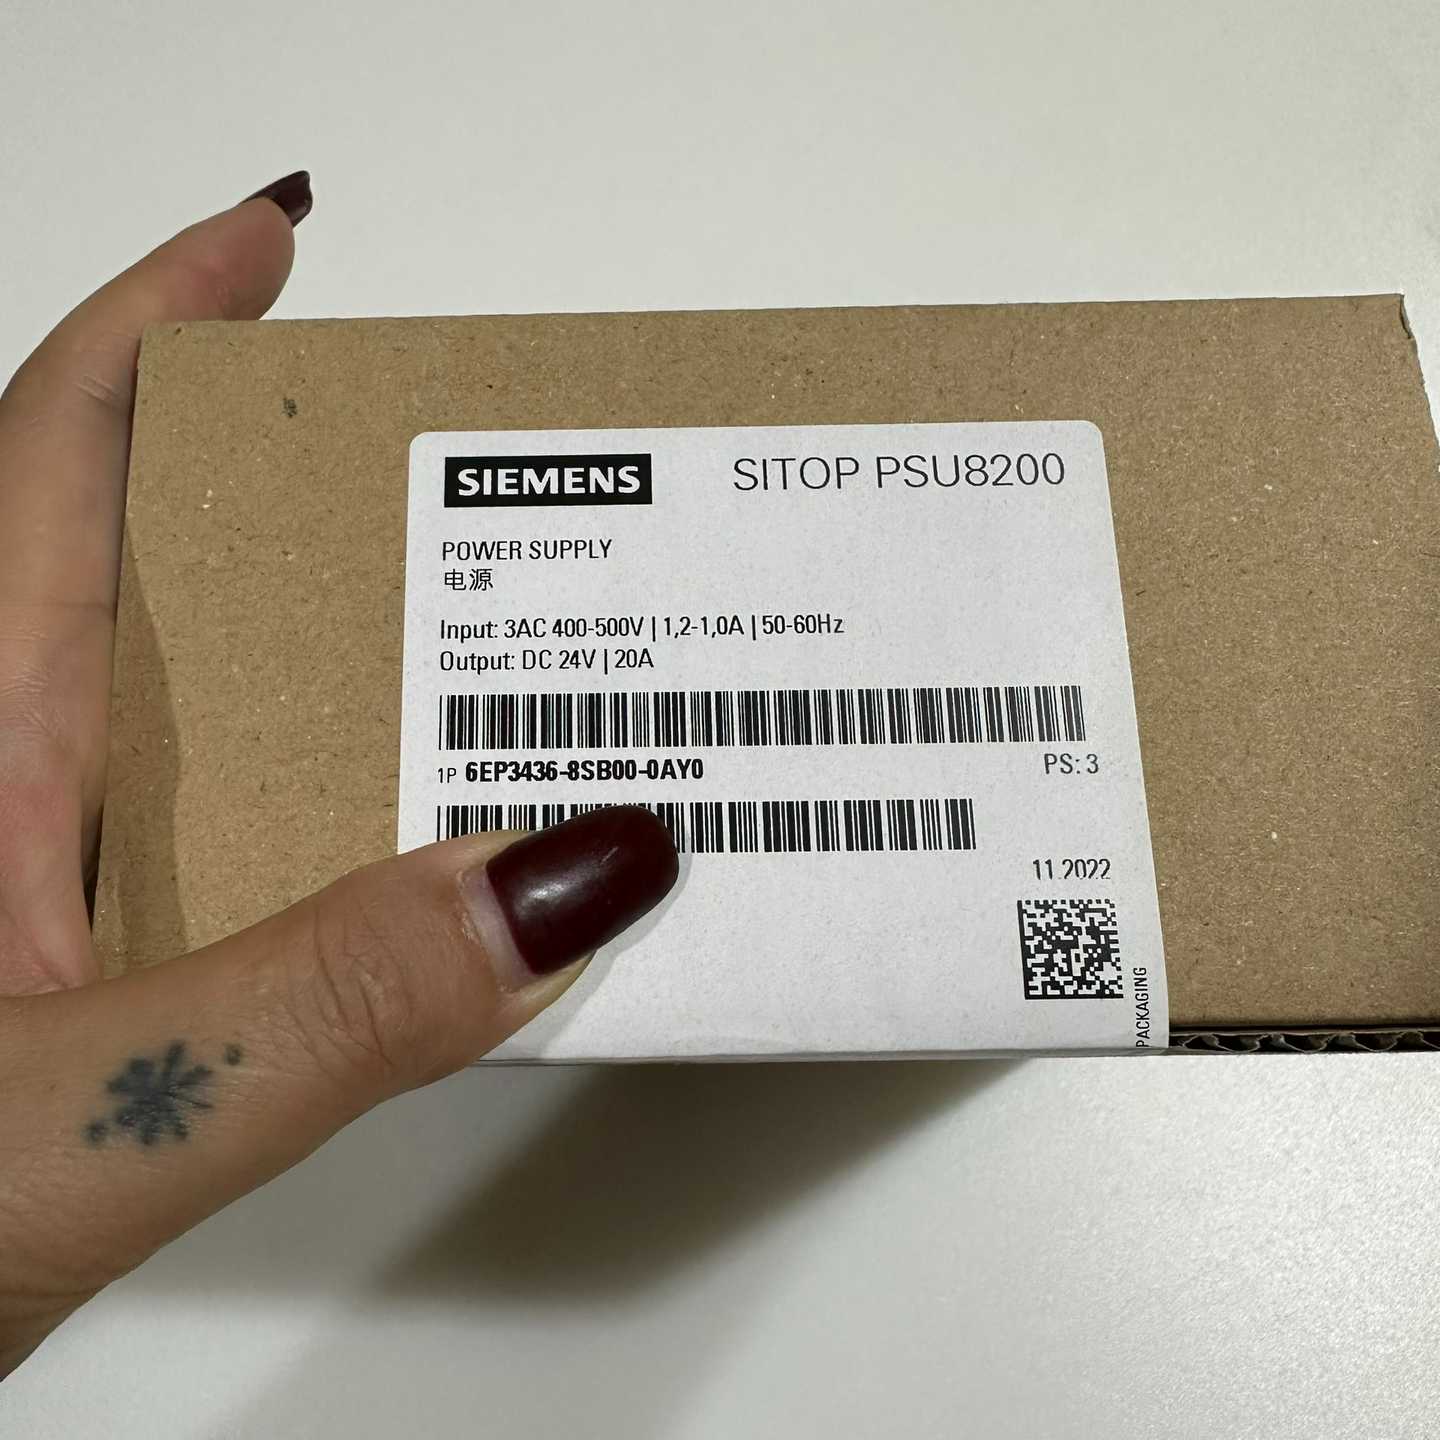 SIEMENS
SITOP PSU8200
POWER SUPPLY
电源
Input: 3AC 400-500V | 1,2-1,0A | 50-60Hz
Output: DC 24V | 20A
1P 6EP3436-8SB00-0AY0
PS: 3
11.2022
PACKAGING